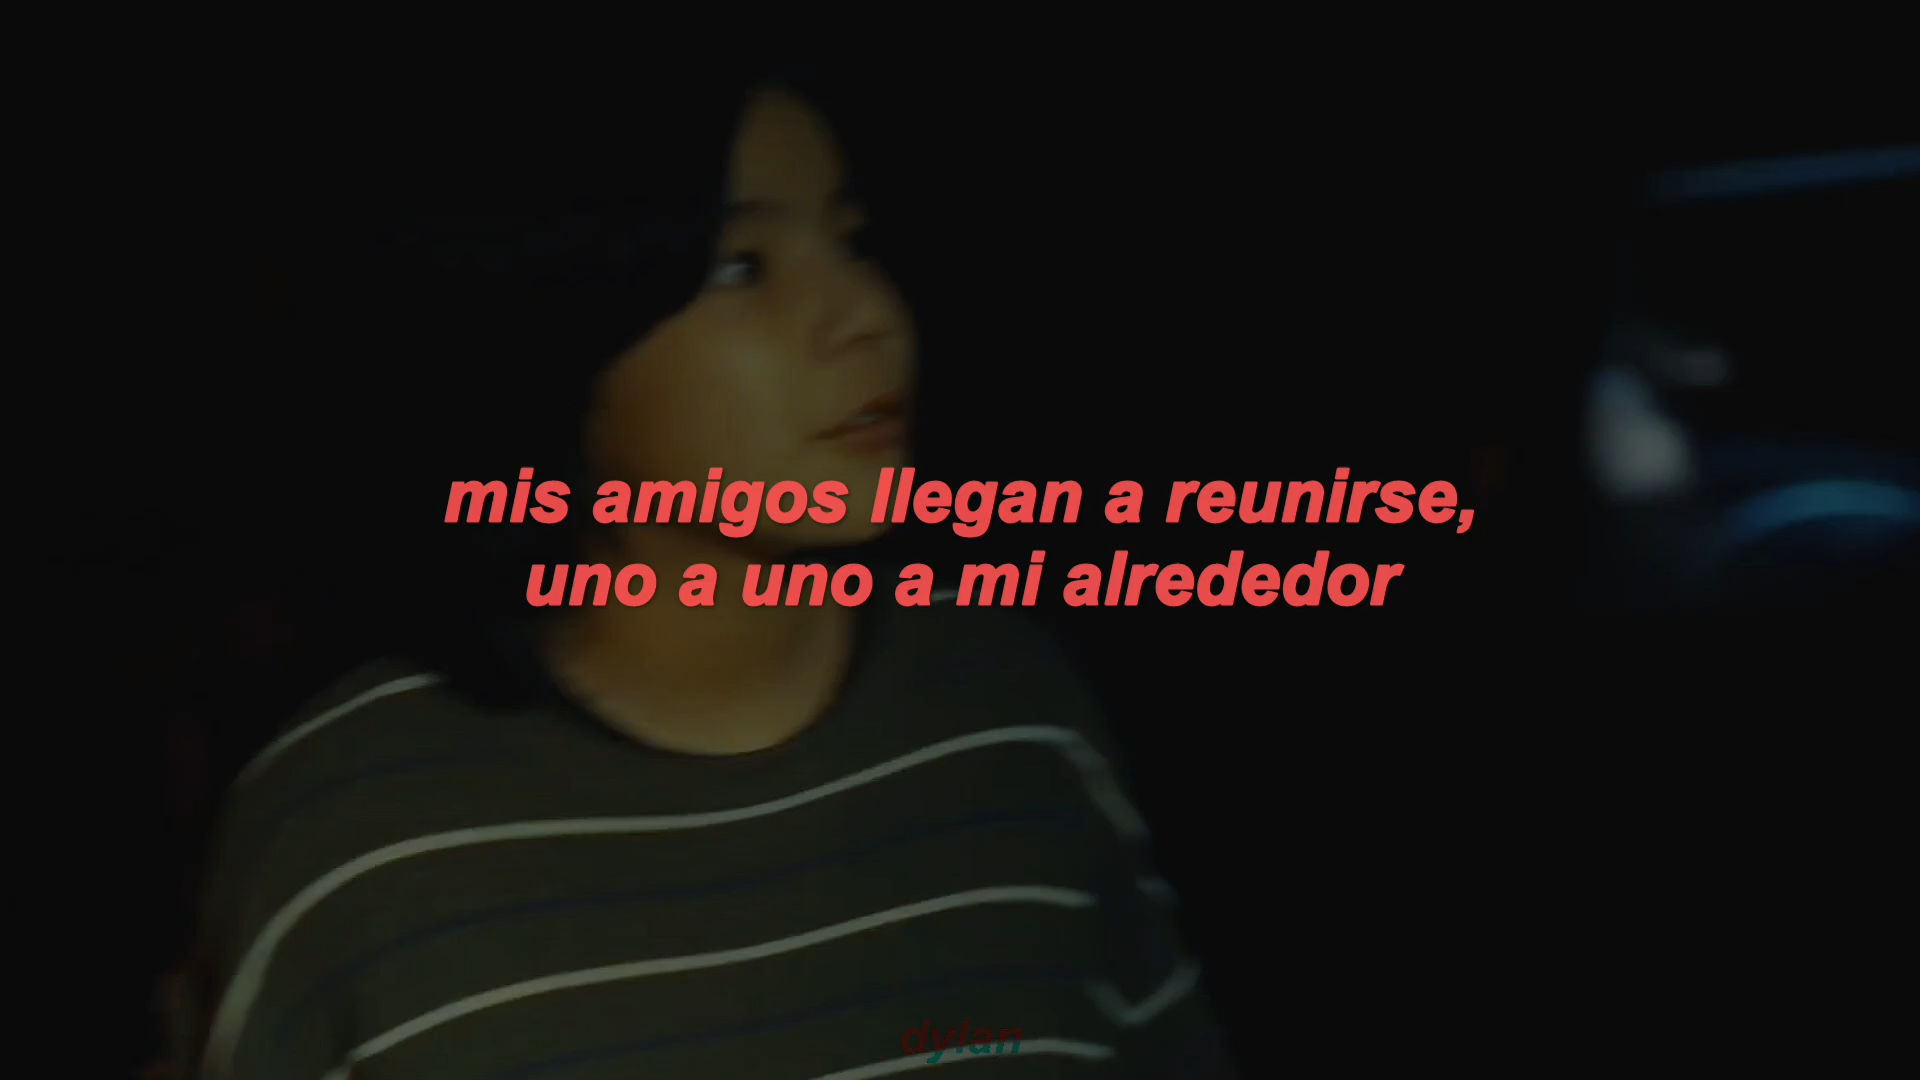 mis amigos llegan a reunirse,
uno a uno a mi alrededor
dylan